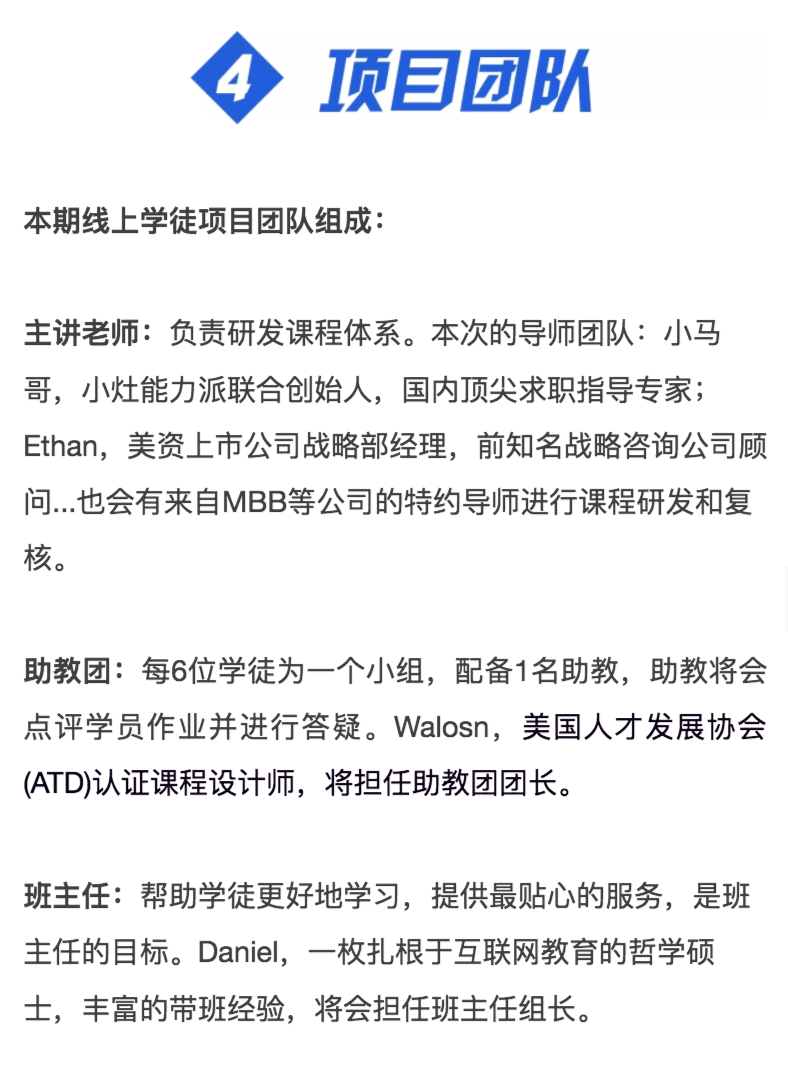 4 项目团队
本期线上学徒项目团队组成：
主讲老师：负责研发课程体系。本次的导师团队：小马
哥，小灶能力派联合创始人，国内顶尖求职指导专家；
Ethan，美资上市公司战略部经理，前知名战略咨询公司顾
问...也会有来自MBB等公司的特约导师进行课程研发和复
核。
助教团：每6位学徒为一个小组，配备1名助教，助教将会
点评学员作业并进行答疑。Walosn，美国人才发展协会
(ATD)认证课程设计师，将担任助教团团长。
班主任：帮助学徒更好地学习，提供最贴心的服务，是班
主任的目标。Daniel，一枚扎根于互联网教育的哲学硕
士，丰富的带班经验，将会担任班主任组长。